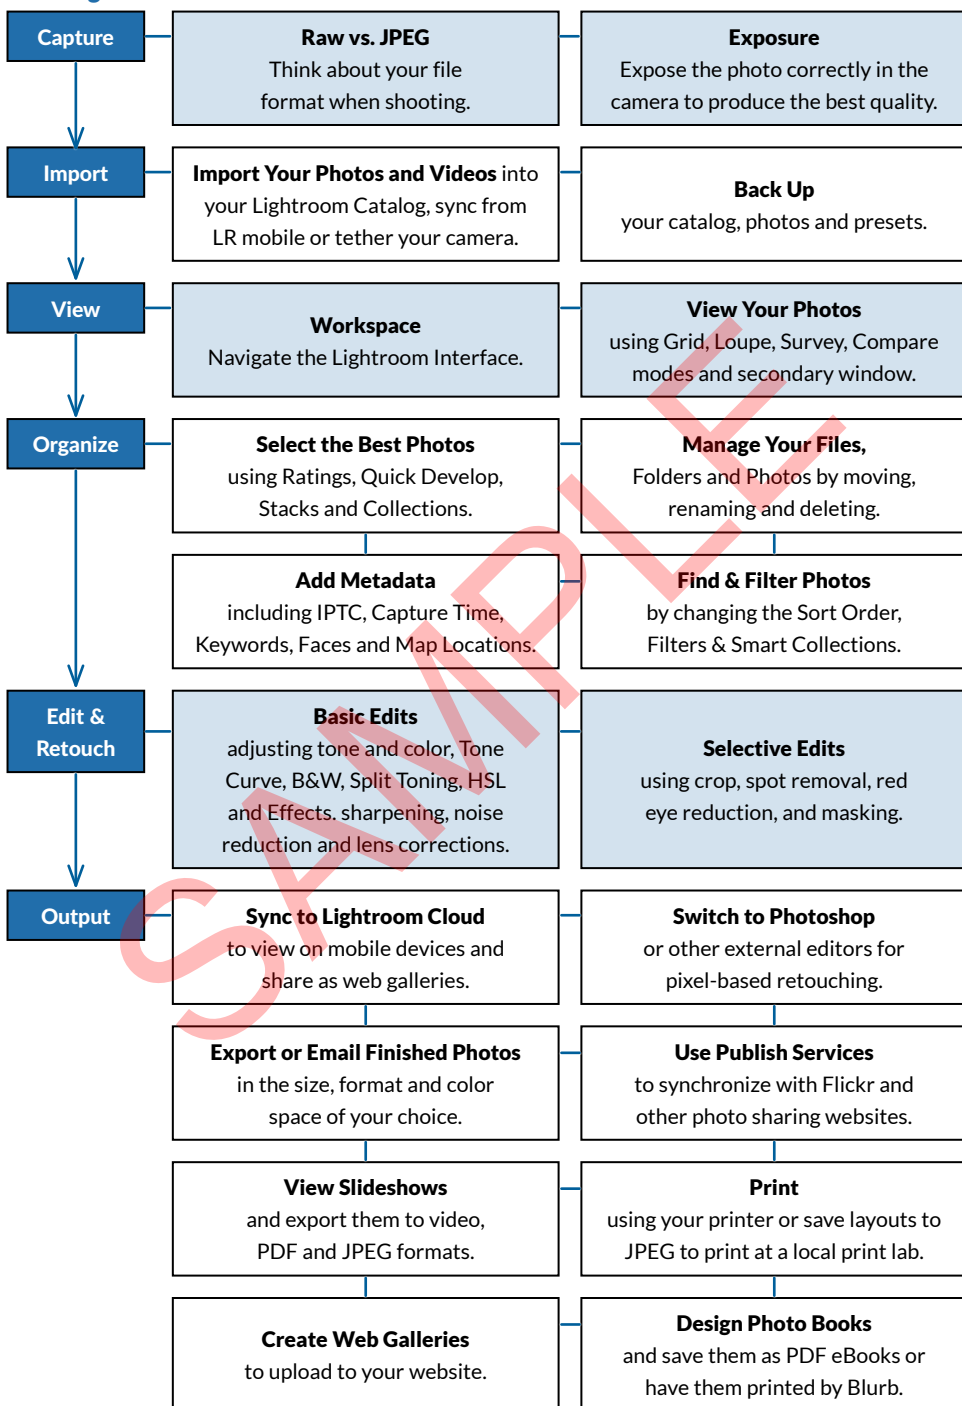 Capture
Raw vs. JPEG
Think about your file
format when shooting.
Exposure
Expose the photo correctly in the
camera to produce the best quality.
Import
Import Your Photos and Videos into
your Lightroom Catalog, sync from
LR mobile or tether your camera.
Back Up
your catalog, photos and presets.
View
Workspace
Navigate the Lightroom Interface.
View Your Photos
using Grid, Loupe, Survey, Compare
modes and secondary window.
Organize
Select the Best Photos
using Ratings, Quick Develop,
Stacks and Collections.
Manage Your Files,
Folders and Photos by moving,
renaming and deleting.
Add Metadata
including IPTC, Capture Time,
Keywords, Faces and Map Locations.
Find & Filter Photos
by changing the Sort Order,
Filters & Smart Collections.
Edit &
Retouch
Basic Edits
adjusting tone and color, Tone
Curve, B&W, Split Toning, HSL
and Effects. sharpening, noise
reduction and lens corrections.
Selective Edits
using crop, spot removal, red
eye reduction, and masking.
Output
Sync to Lightroom Cloud
to view on mobile devices and
share as web galleries.
Switch to Photoshop
or other external editors for
pixel-based retouching.
Export or Email Finished Photos
in the size, format and color
space of your choice.
Use Publish Services
to synchronize with Flickr and
other photo sharing websites.
View Slideshows
and export them to video,
PDF and JPEG formats.
Print
using your printer or save layouts to
JPEG to print at a local print lab.
Create Web Galleries
to upload to your website.
Design Photo Books
and save them as PDF eBooks or
have them printed by Blurb.
SAMPLE